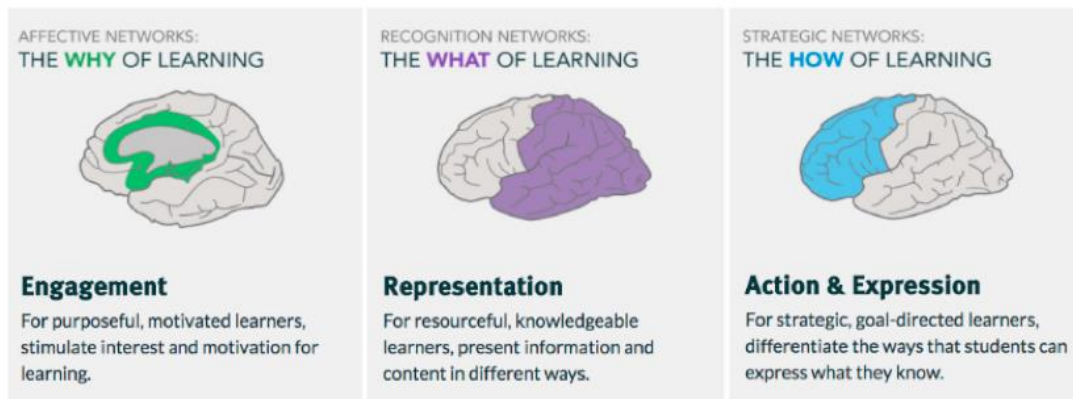 AFFECTIVE NETWORKS:
THE WHY OF LEARNING
Engagement
For purposeful, motivated learners,
stimulate interest and motivation for
learning.
RECOGNITION NETWORKS:
THE WHAT OF LEARNING
Representation
For resourceful, knowledgeable
learners, present information and
content in different ways.
STRATEGIC NETWORKS:
THE HOW OF LEARNING
Action & Expression
For strategic, goal-directed learners,
differentiate the ways that students can
express what they know.